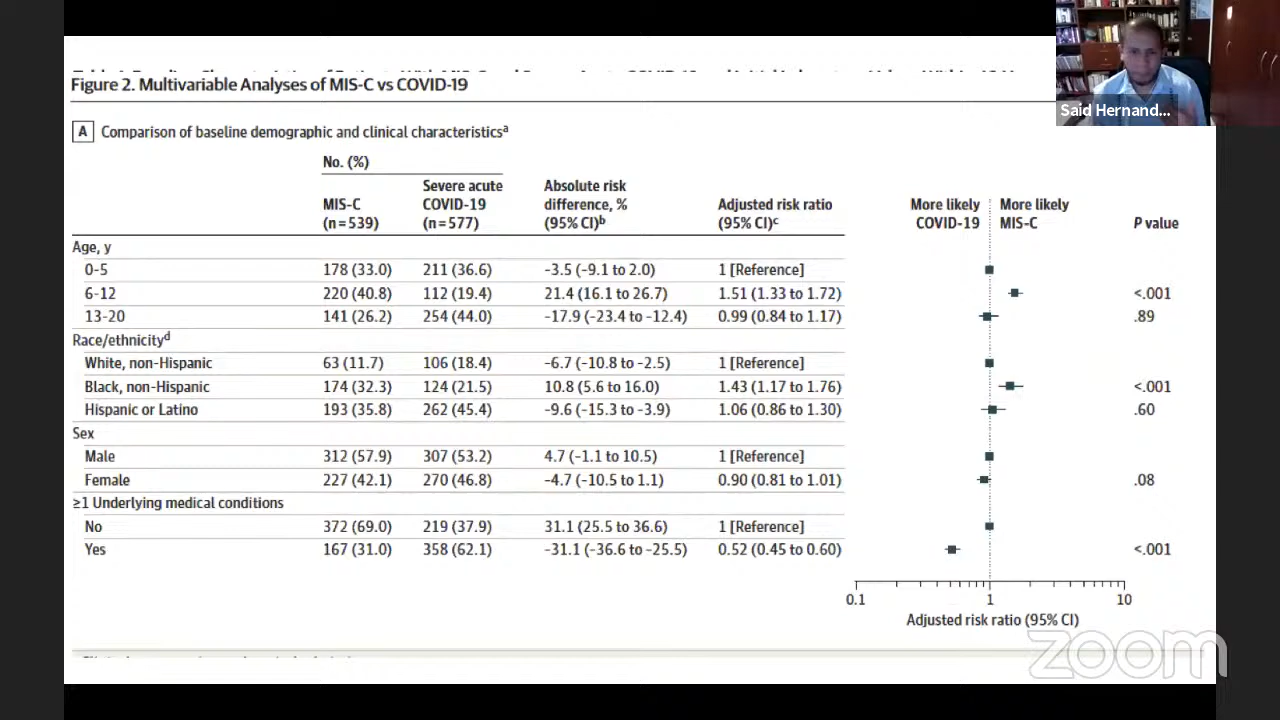 Figure 2. Multivariable Analyses of MIS-C vs COVID-19
Said Hernand...
A Comparison of baseline demographic and clinical characteristicsᵃ
No. (%)
MIS-C (n=539) Severe acute COVID-19 (n=577) Absolute risk difference, % (95% CI)ᵇ Adjusted risk ratio (95% CI)ᶜ More likely COVID-19 More likely MIS-C P value
Age, y
0-5 178 (33.0) 211 (36.6) -3.5 (-9.1 to 2.0) 1 [Reference]
6-12 220 (40.8) 112 (19.4) 21.4 (16.1 to 26.7) 1.51 (1.33 to 1.72) <.001
13-20 141 (26.2) 254 (44.0) -17.9 (-23.4 to -12.4) 0.99 (0.84 to 1.17) .89
Race/ethnicityᵈ
White, non-Hispanic 63 (11.7) 106 (18.4) -6.7 (-10.8 to -2.5) 1 [Reference]
Black, non-Hispanic 174 (32.3) 124 (21.5) 10.8 (5.6 to 16.0) 1.43 (1.17 to 1.76) <.001
Hispanic or Latino 193 (35.8) 262 (45.4) -9.6 (-15.3 to -3.9) 1.06 (0.86 to 1.30) .60
Sex
Male 312 (57.9) 307 (53.2) 4.7 (-1.1 to 10.5) 1 [Reference]
Female 227 (42.1) 270 (46.8) -4.7 (-10.5 to 1.1) 0.90 (0.81 to 1.01) .08
≥1 Underlying medical conditions
No 372 (69.0) 219 (37.9) 31.1 (25.5 to 36.6) 1 [Reference]
Yes 167 (31.0) 358 (62.1) -31.1 (-36.6 to -25.5) 0.52 (0.45 to 0.60) <.001
0.1 1 10
Adjusted risk ratio (95% CI)
zoom